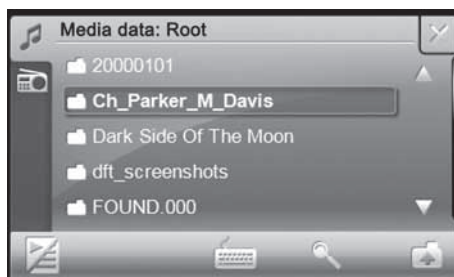 Media data: Root
20000101
Ch_Parker_M_Davis
Dark Side Of The Moon
dft_screenshots
FOUND.000